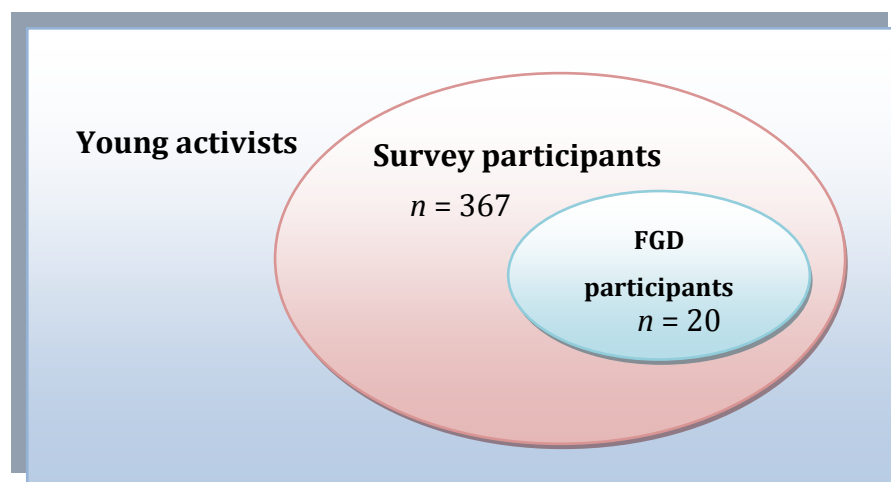 Young activists
Survey participants
n = 367
FGD
participants
n = 20